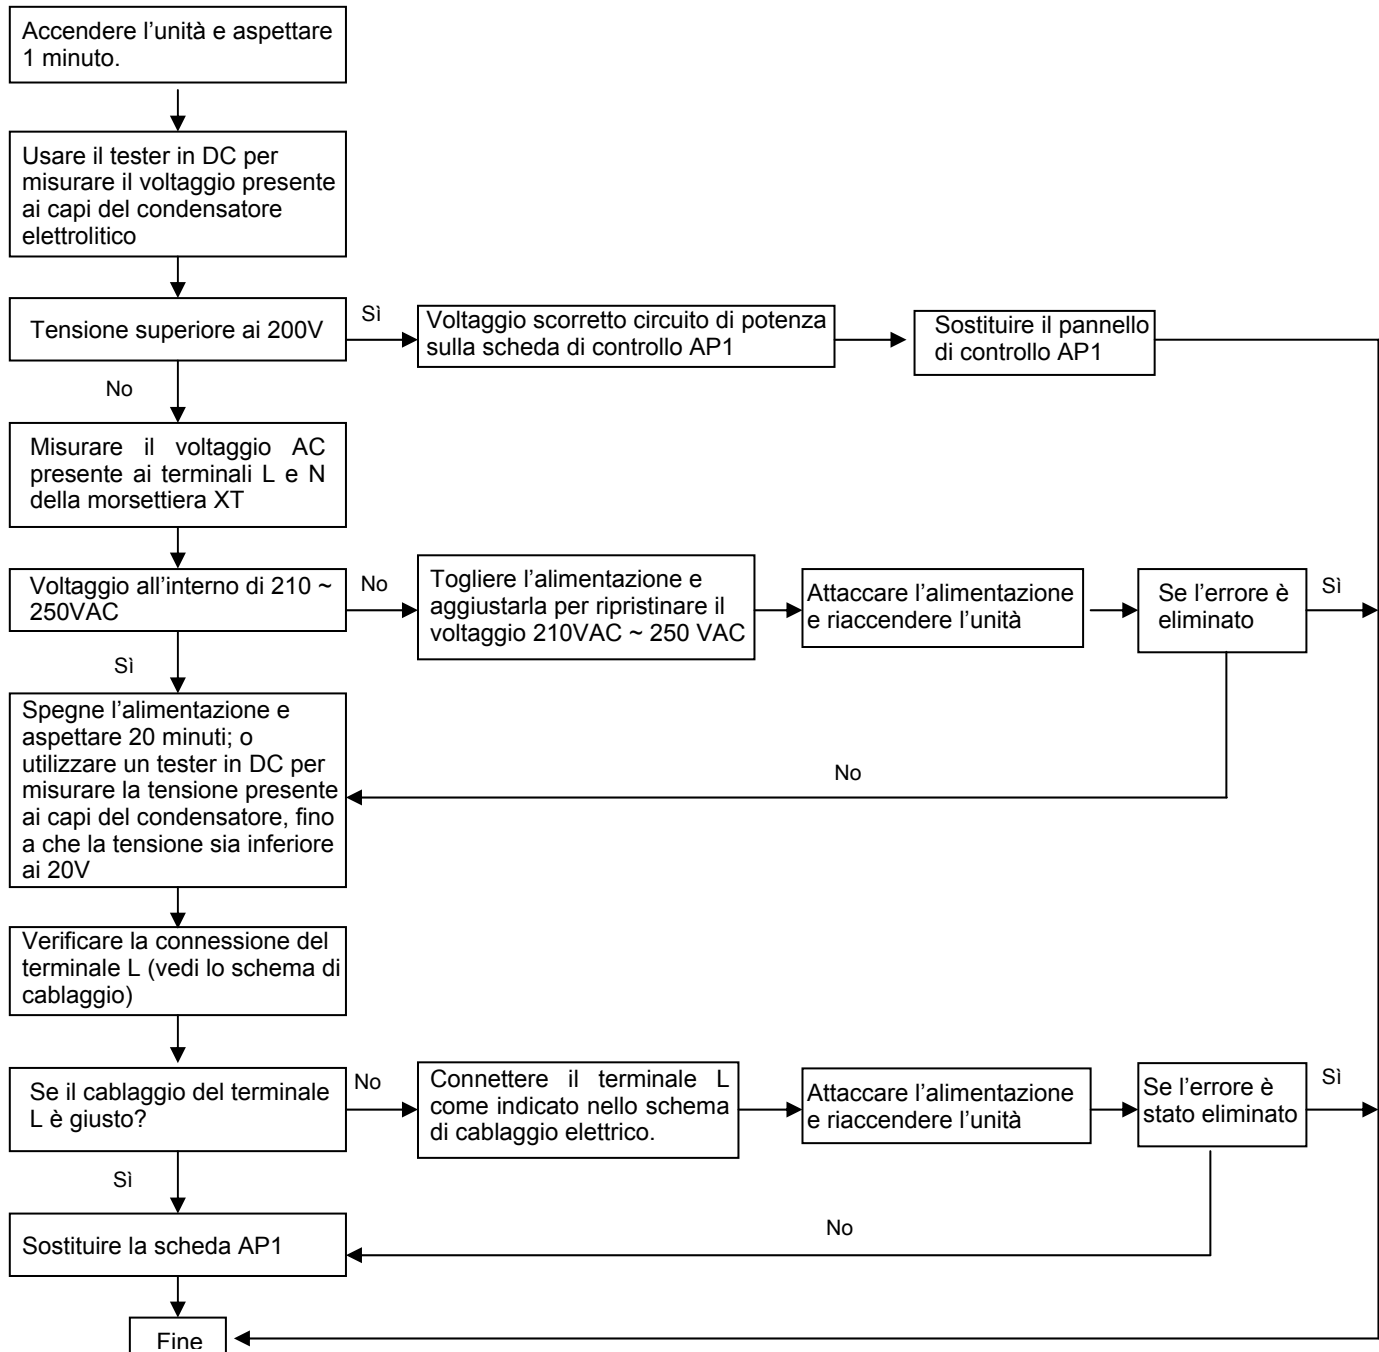 Accendere l'unità e aspettare
1 minuto.
Usare il tester in DC per
misurare il voltaggio presente
ai capi del condensatore
elettrolitico
Tensione superiore ai 200V
Sì
Voltaggio scorretto circuito di potenza
sulla scheda di controllo AP1
Sostituire il pannello
di controllo AP1
No
Misurare il voltaggio AC
presente ai terminali L e N
della morsettiera XT
Voltaggio all'interno di 210 ~
250VAC
No
Togliere l'alimentazione e
aggiustarla per ripristinare il
voltaggio 210VAC ~ 250 VAC
Attaccare l'alimentazione
e riaccendere l'unità
Se l'errore è
eliminato
Sì
Sì
Spegne l'alimentazione e
aspettare 20 minuti; o
utilizzare un tester in DC per
misurare la tensione presente
ai capi del condensatore, fino
a che la tensione sia inferiore
ai 20V
No
Verificare la connessione del
terminale L (vedi lo schema di
cablaggio)
Se il cablaggio del terminale
L è giusto?
No
Connettere il terminale L
come indicato nello schema
di cablaggio elettrico.
Attaccare l'alimentazione
e riaccendere l'unità
Se l'errore è
stato eliminato
Sì
Sì
No
Sostituire la scheda AP1
Fine